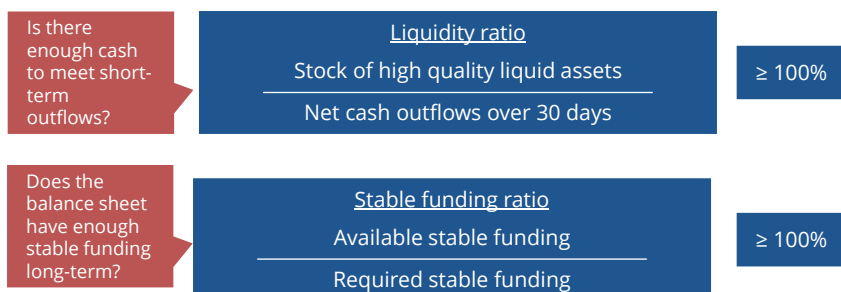 Is there
enough cash
to meet short-
term
outflows?
Liquidity ratio
Stock of high quality liquid assets
Net cash outflows over 30 days
≥ 100%
Does the
balance sheet
have enough
stable funding
long-term?
Stable funding ratio
Available stable funding
Required stable funding
≥ 100%